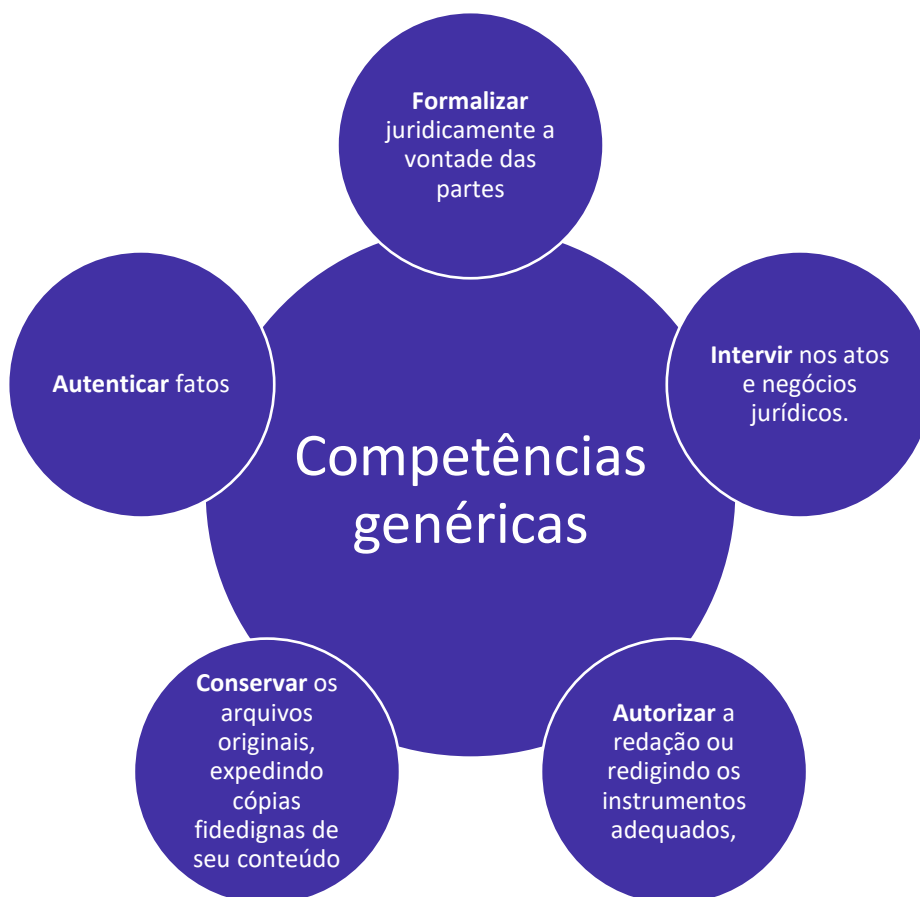 Formalizar
juridicamente a
vontade das
partes
Autenticar fatos
Intervir nos atos
e negócios
jurídicos.
Competências
genéricas
Conservar os
arquivos
originais,
expedindo
cópias
fidedignas de
seu conteúdo
Autorizar a
redação ou
redigindo os
instrumentos
adequados,